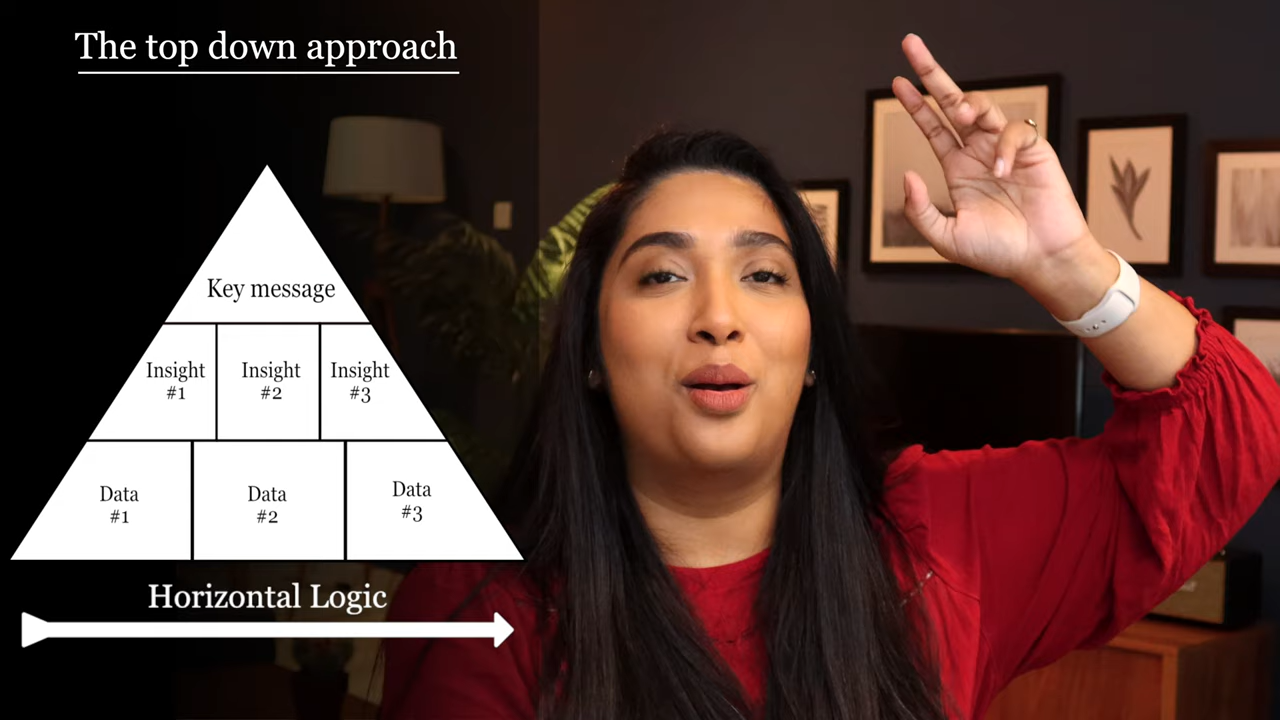 The top down approach
Key message
Insight
#1
Insight
#2
Insight
#3
Data
#1
Data
#2
Data
#3
Horizontal Logic